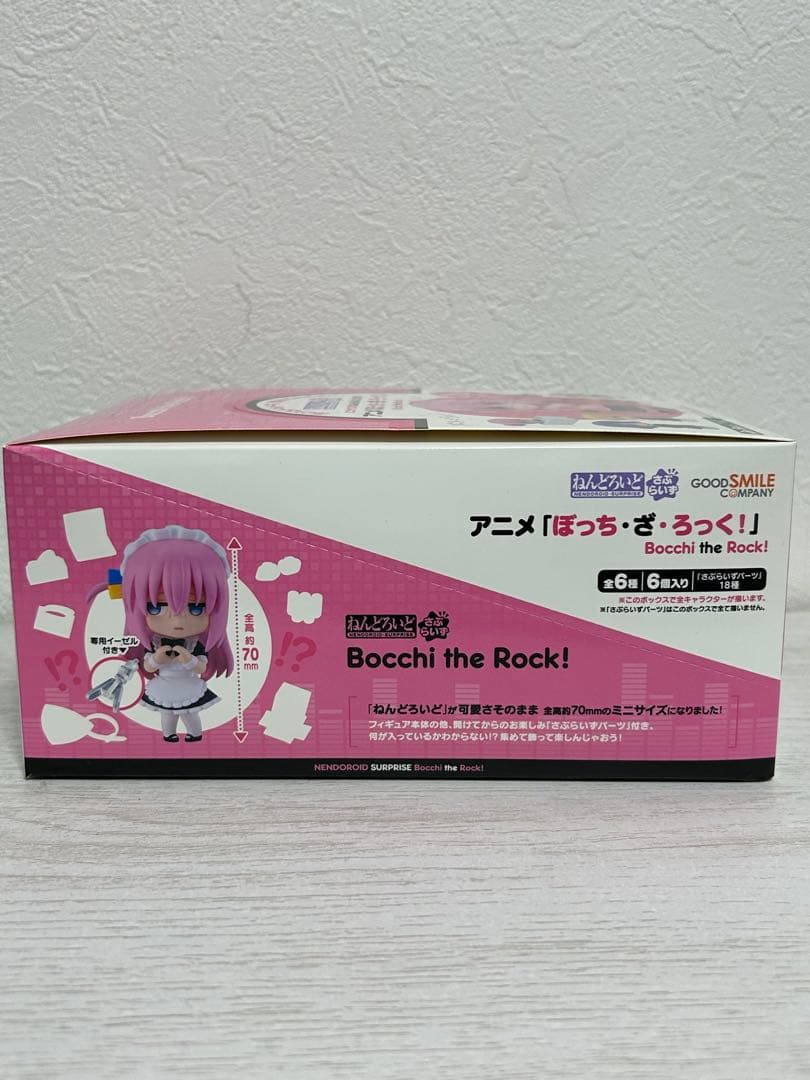 ねんどろいど
さぷらいず
NENDOROID SURPRISE
GOOD SMILE
COMPANY
アニメ「ぼっち・ざ・ろっく！」
Bocchi the Rock!
全6種 6個入り 「さぷらいずパーツ」
18種
※このボックスで全キャラクターが揃います。
※「さぷらいずパーツ」はこのボックスで全て揃いません。
!?
専用イーゼル
付き▼
全高
約
70
mm
!?
ねんどろいど
さぷらいず
NENDOROID SURPRISE
Bocchi the Rock!
「ねんどろいど」が可愛さそのまま 全高約70mmのミニサイズになりました！
フィギュア本体の他、開けてからのお楽しみ「さぷらいずパーツ」付き。
何が入っているかわからない！？集めて飾って楽しんじゃおう！
NENDOROID SURPRISE Bocchi the Rock!